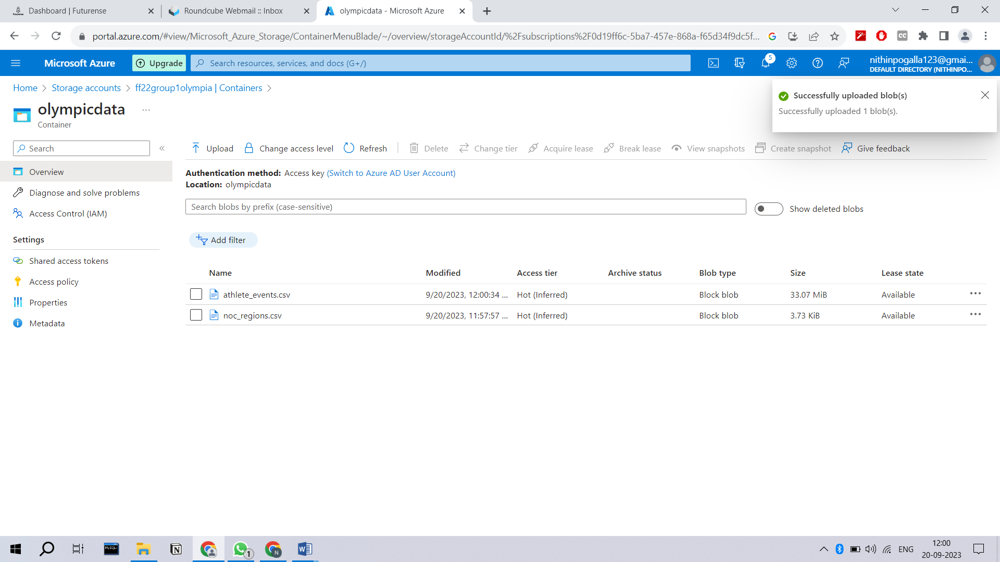 Dashboard | Futurense
Roundcube Webmail :: Inbox
olympicdata - Microsoft Azure
portal.azure.com/#view/Microsoft_Azure_Storage/ContainerMenuBlade/~/overview/storageAccountId/%2Fsubscriptions%2F0d19ff6c-5ba7-457e-868a-f65d34f9dc5f...
Microsoft Azure
Upgrade
Search resources, services, and docs (G+/)
5
nithinpogalla123@gmai...
DEFAULT DIRECTORY (NITHINPO...
Home > Storage accounts > ff22group1olympia | Containers >
Successfully uploaded blob(s)
Successfully uploaded 1 blob(s).
olympicdata ...
Container
Search
Upload Change access level Refresh Delete Change tier Acquire lease Break lease View snapshots Create snapshot Give feedback
Overview
Diagnose and solve problems
Access Control (IAM)
Settings
Shared access tokens
Access policy
Properties
Metadata
Authentication method: Access key (Switch to Azure AD User Account)
Location: olympicdata
Search blobs by prefix (case-sensitive)
Show deleted blobs
Add filter
Name Modified Access tier Archive status Blob type Size Lease state
athlete_events.csv 9/20/2023, 12:00:34 ... Hot (Inferred) Block blob 33.07 MiB Available ...
noc_regions.csv 9/20/2023, 11:57:57 ... Hot (Inferred) Block blob 3.73 KiB Available ...
MySQL
1
N
ENG
12:00
20-09-2023